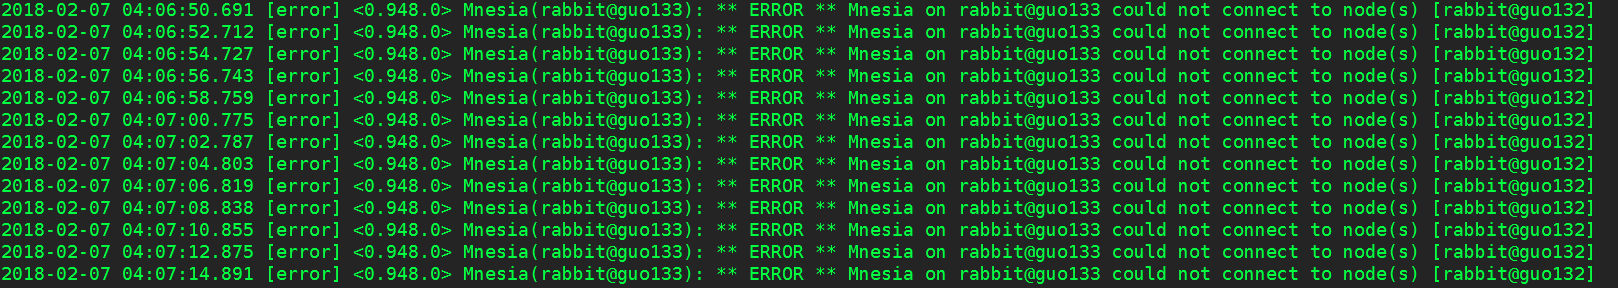 2018-02-07 04:06:50.691 [error] <0.948.0> Mnesia(rabbit@guo133): ** ERROR ** Mnesia on rabbit@guo133 could not connect to node(s) [rabbit@guo132]
2018-02-07 04:06:52.712 [error] <0.948.0> Mnesia(rabbit@guo133): ** ERROR ** Mnesia on rabbit@guo133 could not connect to node(s) [rabbit@guo132]
2018-02-07 04:06:54.727 [error] <0.948.0> Mnesia(rabbit@guo133): ** ERROR ** Mnesia on rabbit@guo133 could not connect to node(s) [rabbit@guo132]
2018-02-07 04:06:56.743 [error] <0.948.0> Mnesia(rabbit@guo133): ** ERROR ** Mnesia on rabbit@guo133 could not connect to node(s) [rabbit@guo132]
2018-02-07 04:06:58.759 [error] <0.948.0> Mnesia(rabbit@guo133): ** ERROR ** Mnesia on rabbit@guo133 could not connect to node(s) [rabbit@guo132]
2018-02-07 04:07:00.775 [error] <0.948.0> Mnesia(rabbit@guo133): ** ERROR ** Mnesia on rabbit@guo133 could not connect to node(s) [rabbit@guo132]
2018-02-07 04:07:02.787 [error] <0.948.0> Mnesia(rabbit@guo133): ** ERROR ** Mnesia on rabbit@guo133 could not connect to node(s) [rabbit@guo132]
2018-02-07 04:07:04.803 [error] <0.948.0> Mnesia(rabbit@guo133): ** ERROR ** Mnesia on rabbit@guo133 could not connect to node(s) [rabbit@guo132]
2018-02-07 04:07:06.819 [error] <0.948.0> Mnesia(rabbit@guo133): ** ERROR ** Mnesia on rabbit@guo133 could not connect to node(s) [rabbit@guo132]
2018-02-07 04:07:08.838 [error] <0.948.0> Mnesia(rabbit@guo133): ** ERROR ** Mnesia on rabbit@guo133 could not connect to node(s) [rabbit@guo132]
2018-02-07 04:07:10.855 [error] <0.948.0> Mnesia(rabbit@guo133): ** ERROR ** Mnesia on rabbit@guo133 could not connect to node(s) [rabbit@guo132]
2018-02-07 04:07:12.875 [error] <0.948.0> Mnesia(rabbit@guo133): ** ERROR ** Mnesia on rabbit@guo133 could not connect to node(s) [rabbit@guo132]
2018-02-07 04:07:14.891 [error] <0.948.0> Mnesia(rabbit@guo133): ** ERROR ** Mnesia on rabbit@guo133 could not connect to node(s) [rabbit@guo132]